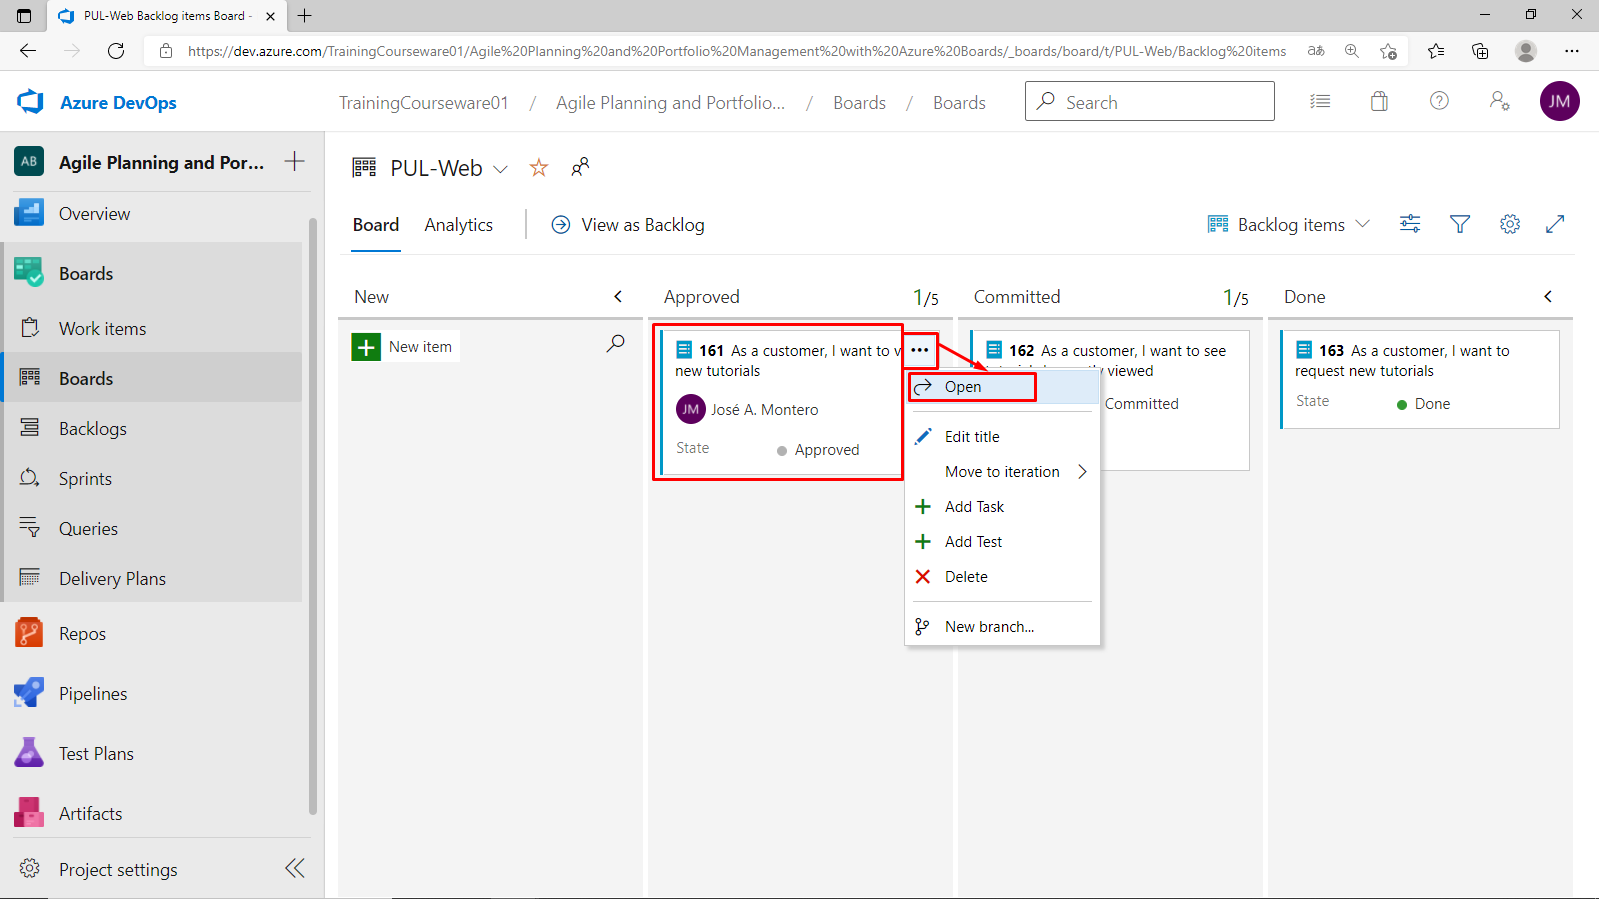 PUL-Web Backlog items Board -
https://dev.azure.com/TrainingCourseware01/Agile%20Planning%20and%20Portfolio%20Management%20with%20Azure%20Boards/_boards/board/t/PUL-Web/Backlog%20items
aあ
Azure DevOps
TrainingCourseware01 / Agile Planning and Portfolio... / Boards / Boards
Search
JM
AB Agile Planning and Por...
Overview
Boards
Work items
Boards
Backlogs
Sprints
Queries
Delivery Plans
Repos
Pipelines
Test Plans
Artifacts
Project settings
PUL-Web
Board Analytics View as Backlog
Backlog items
New
New item
Approved 1/5
161 As a customer, I want to v
new tutorials
JM José A. Montero
State Approved
Open
Edit title
Move to iteration
Add Task
Add Test
Delete
New branch...
Committed 1/5
162 As a customer, I want to see
viewed
Committed
Done
163 As a customer, I want to
request new tutorials
State Done